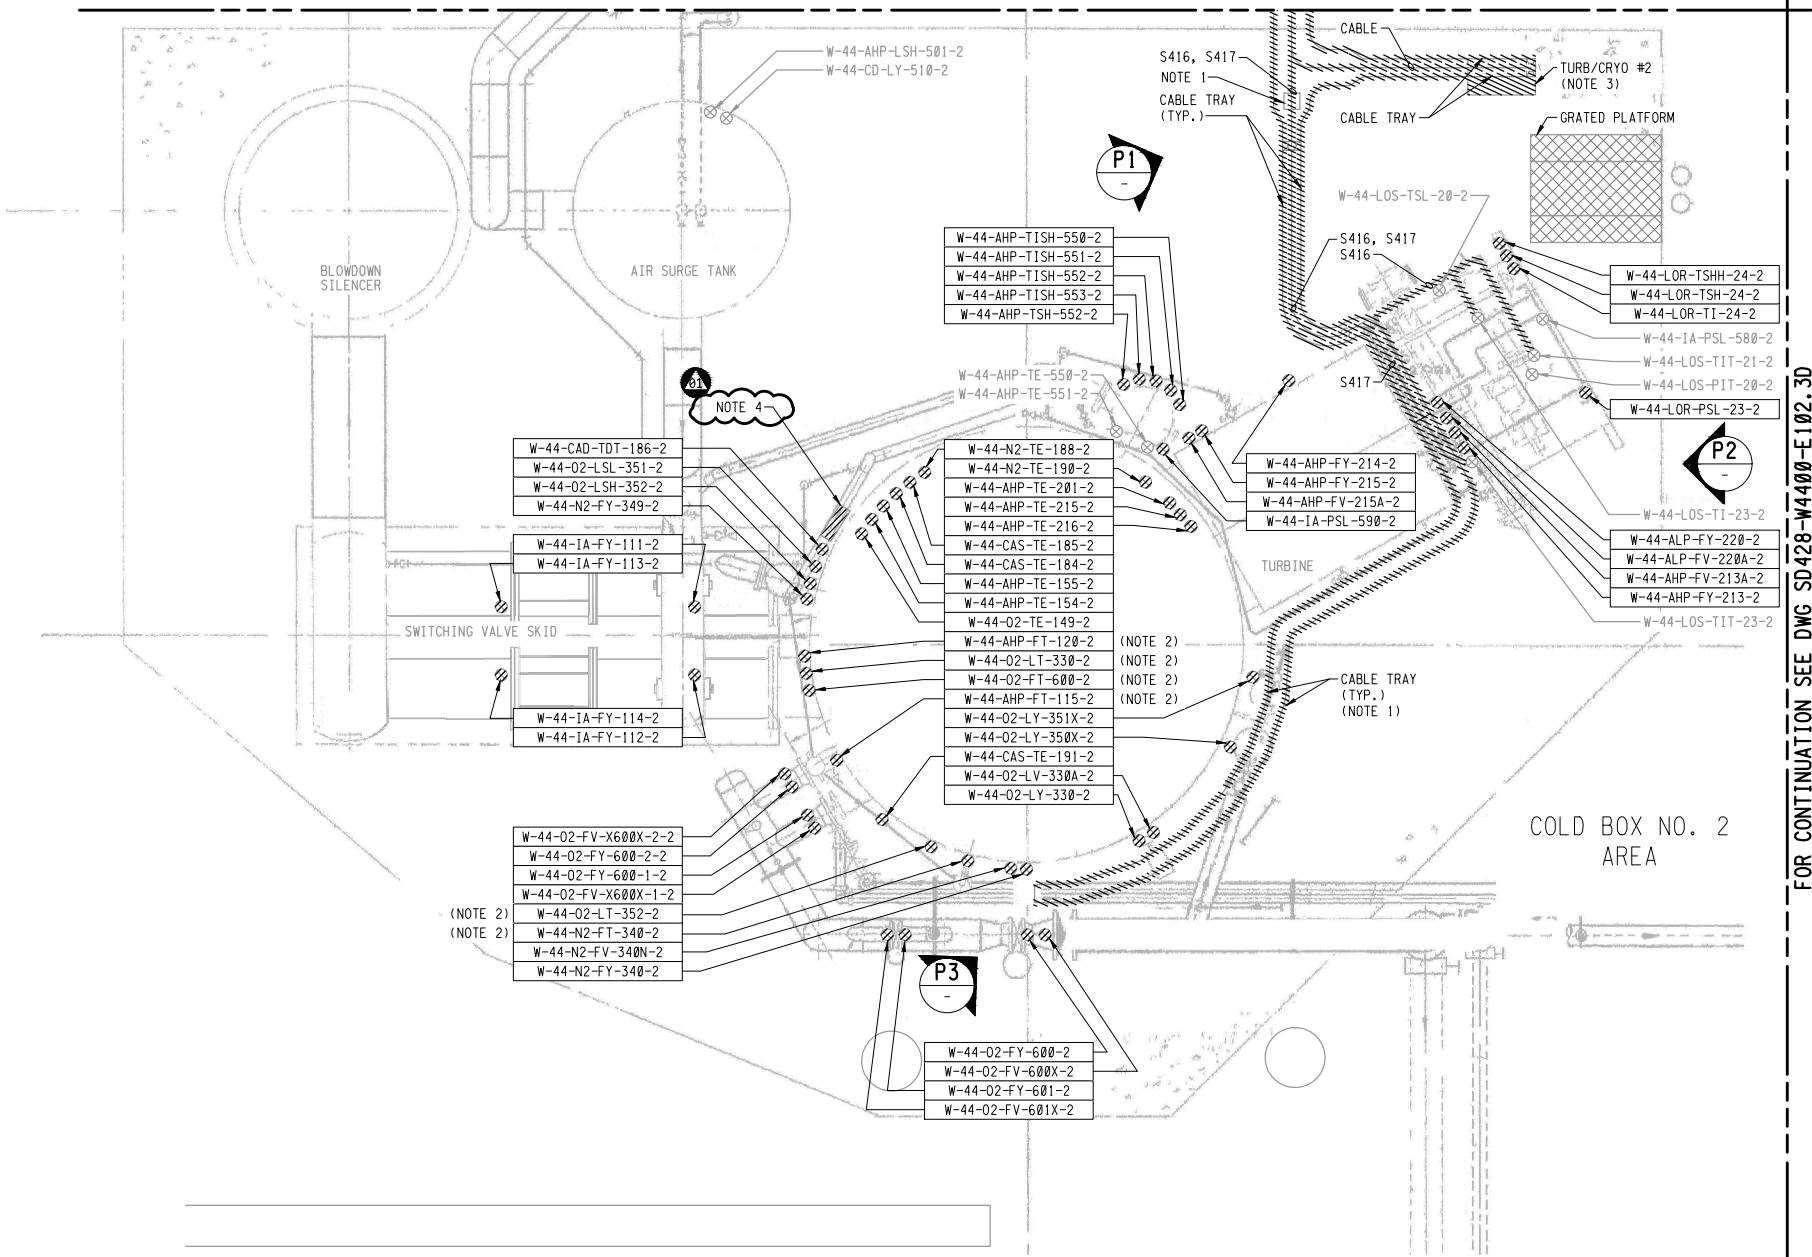 W-44-AHP-LSH-501-2
W-44-CD-LY-510-2
CABLE
S416, S417
NOTE 1
CABLE TRAY
(TYP.)
TURB/CRYO #2
(NOTE 3)
CABLE TRAY
GRATED PLATFORM
P1
-
W-44-LOS-TSL-20-2
BLOWDOWN
SILENCER
AIR SURGE TANK
W-44-AHP-TISH-550-2
W-44-AHP-TISH-551-2
W-44-AHP-TISH-552-2
W-44-AHP-TISH-553-2
W-44-AHP-TSH-552-2
S416, S417
S416
W-44-LOR-TSHH-24-2
W-44-LOR-TSH-24-2
W-44-LOR-TI-24-2
W-44-IA-PSL-580-2
W-44-LOS-TIT-21-2
W-44-LOS-PIT-20-2
W-44-LOR-PSL-23-2
S417
W-44-AHP-TE-550-2
W-44-AHP-TE-551-2
01
NOTE 4
P2
-
W-44-CAD-TDT-186-2
W-44-O2-LSL-351-2
W-44-O2-LSH-352-2
W-44-N2-FY-349-2
W-44-N2-TE-188-2
W-44-N2-TE-190-2
W-44-AHP-TE-201-2
W-44-AHP-TE-215-2
W-44-AHP-TE-216-2
W-44-CAS-TE-185-2
W-44-CAS-TE-184-2
W-44-AHP-TE-155-2
W-44-AHP-TE-154-2
W-44-O2-TE-149-2
W-44-AHP-FT-120-2 (NOTE 2)
W-44-O2-LT-330-2 (NOTE 2)
W-44-O2-FT-600-2 (NOTE 2)
W-44-AHP-FT-115-2 (NOTE 2)
W-44-O2-LY-351X-2
W-44-O2-LY-350X-2
W-44-CAS-TE-191-2
W-44-O2-LV-330A-2
W-44-O2-LY-330-2
W-44-AHP-FY-214-2
W-44-AHP-FY-215-2
W-44-AHP-FV-215A-2
W-44-IA-PSL-590-2
W-44-LOS-TI-23-2
W-44-ALP-FY-220-2
W-44-ALP-FV-220A-2
W-44-AHP-FV-213A-2
W-44-AHP-FY-213-2
W-44-LOS-TIT-23-2
TURBINE
W-44-IA-FY-111-2
W-44-IA-FY-113-2
SWITCHING VALVE SKID
W-44-IA-FY-114-2
W-44-IA-FY-112-2
CABLE TRAY
(TYP.)
(NOTE 1)
W-44-O2-FV-X600X-2-2
W-44-O2-FY-600-2-2
W-44-O2-FY-600-1-2
W-44-O2-FV-X600X-1-2
(NOTE 2) W-44-O2-LT-352-2
(NOTE 2) W-44-N2-FT-340-2
W-44-N2-FV-340N-2
W-44-N2-FY-340-2
COLD BOX NO. 2
AREA
P3
-
W-44-O2-FY-600-2
W-44-O2-FV-600X-2
W-44-O2-FY-601-2
W-44-O2-FV-601X-2
FOR CONTINUATION SEE DWG SD428-W4400-E102.3D